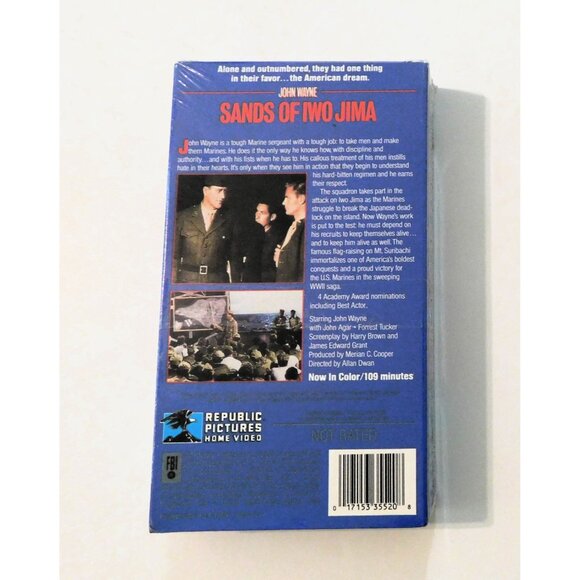 Alone and outnumbered, they had one thing
in their favor...the American dream.
JOHN WAYNE
SANDS OF IWO JIMA
John Wayne is a tough Marine sergeant with a tough job: to take men and make
them Marines. He does it the only way he knows how, with discipline and
authority...and with his fists when he has to. His callous treatment of his men instills
hate in their hearts. It's only when they see him in action that they begin to understand
his hard-bitten regimen and he earns
their respect.
The squadron takes part in the
attack on Iwo Jima as the Marines
struggle to break the Japanese dead-
lock on the island. Now Wayne's work
is put to the test: he must depend on
his recruits to keep themselves alive...
and to keep him alive as well. The
famous flag-raising on Mt. Suribachi
immortalizes one of America's boldest
conquests and a proud victory for
the U.S. Marines in the sweeping
WWII saga.
4 Academy Award nominations
including Best Actor.
Starring John Wayne
with John Agar ~ Forrest Tucker
Screenplay by Harry Brown and
James Edward Grant
Produced by Merian C. Cooper
Directed by Allan Dwan
Now In Color/109 minutes
REPUBLIC
PICTURES
HOME VIDEO
NOT RATED
FBI
0 17153 35520 8